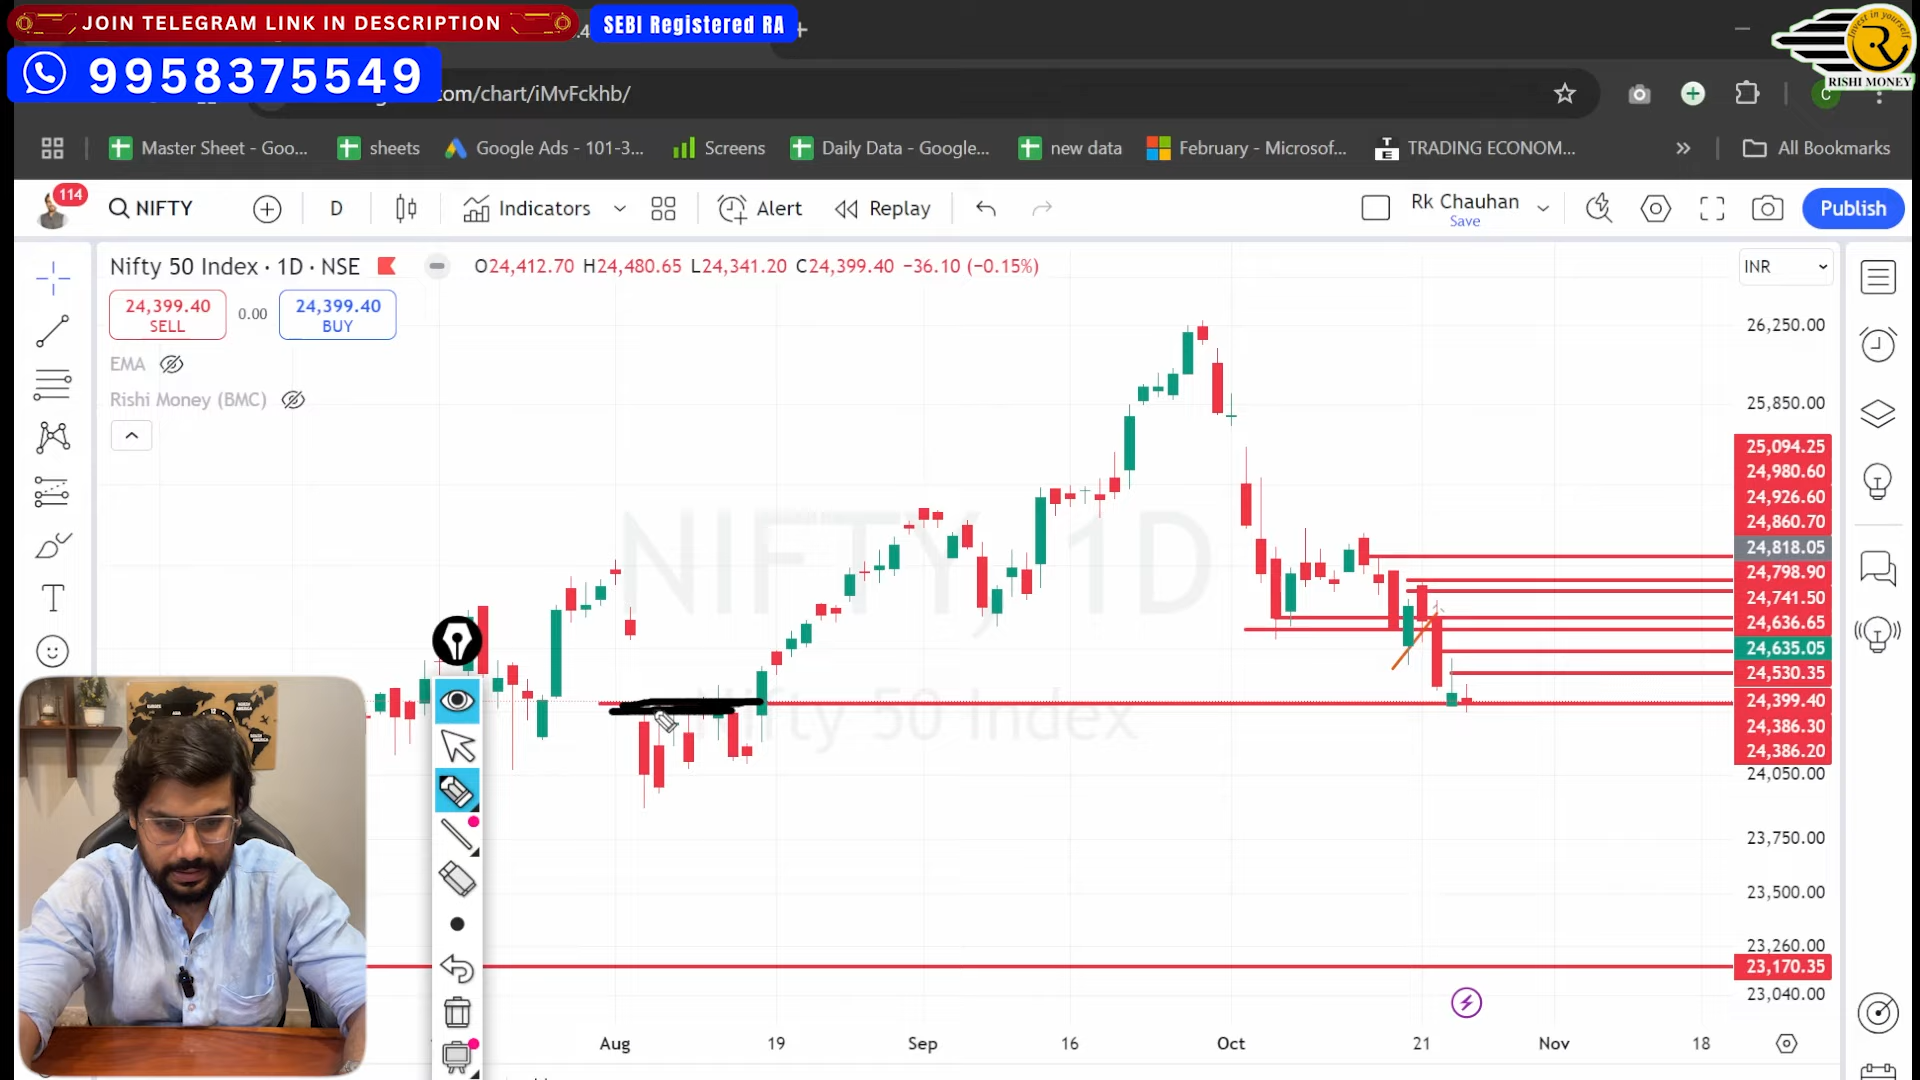 JOIN TELEGRAM LINK IN DESCRIPTION
SEBI Registered RA
9958375549
Invest in yourself
RISHI MONEY
om/chart/iMvFckhb/
C
Master Sheet - Goo...
sheets
Google Ads - 101-3...
Screens
Daily Data - Google...
new data
February - Microsof...
TRADING ECONOM...
All Bookmarks
114
NIFTY
D
Indicators
Alert
Replay
Rk Chauhan
Save
Publish
Nifty 50 Index · 1D · NSE
O24,412.70 H24,480.65 L24,341.20 C24,399.40 −36.10 (−0.15%)
INR
24,399.40
SELL
0.00
24,399.40
BUY
EMA
Rishi Money (BMC)
NIFTY, 1D
Nifty 50 Index
26,250.00
25,850.00
25,094.25
24,980.60
24,926.60
24,860.70
24,818.05
24,798.90
24,741.50
24,636.65
24,635.05
24,530.35
24,399.40
24,386.30
24,386.20
24,050.00
23,750.00
23,500.00
23,260.00
23,170.35
23,040.00
Aug
19
Sep
16
Oct
21
Nov
18